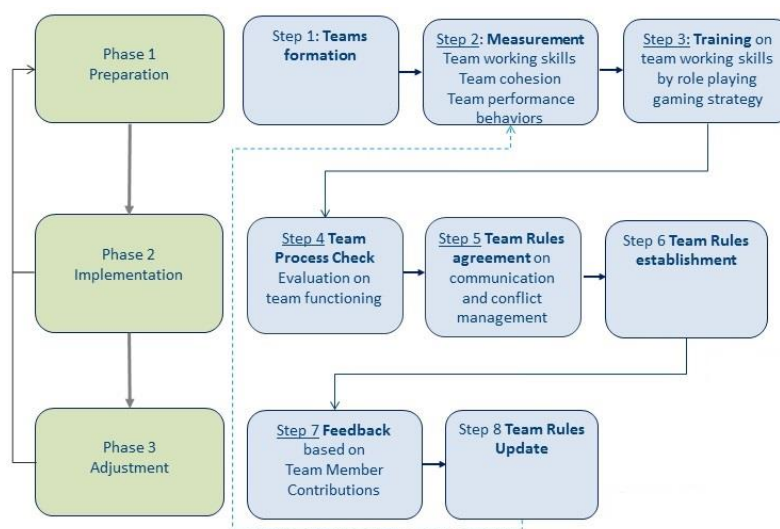 Phase 1
Preparation
Step 1: Teams
formation
Step 2: Measurement
Team working skills
Team cohesion
Team performance
behaviors
Step 3: Training on
team working skills
by role playing
gaming strategy
Phase 2
Implementation
Step 4 Team
Process Check
Evaluation on
team functioning
Step 5 Team Rules
agreement on
communication
and conflict
management
Step 6 Team Rules
establishment
Phase 3
Adjustment
Step 7 Feedback
based on
Team Member
Contributions
Step 8 Team Rules
Update